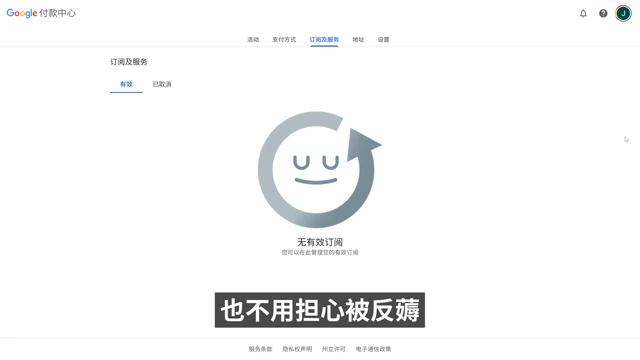 Google 付款中心
J
活动 支付方式 订阅及服务 地址 设置
订阅及服务
有效 已取消
无有效订阅
您可以在此管理您的有效订阅
也不用担心被反薅
服务条款 隐私权声明 州立许可 电子通信政策